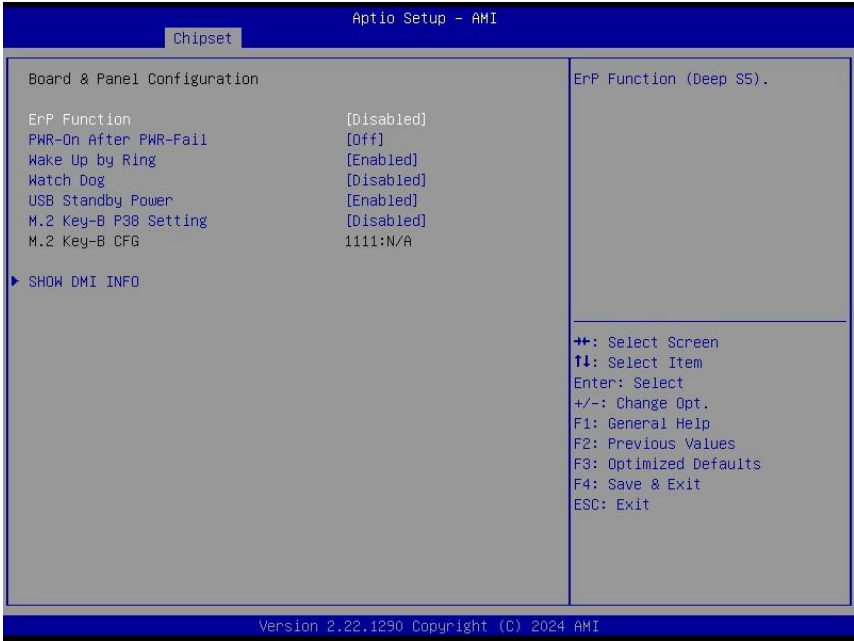 Aptio Setup - AMI
Chipset
Board & Panel Configuration
ErP Function [Disabled]
PWR-On After PWR-Fail [Off]
Wake Up by Ring [Enabled]
Watch Dog [Disabled]
USB Standby Power [Enabled]
M.2 Key-B P38 Setting [Disabled]
M.2 Key-B CFG 1111:N/A
SHOW DMI INFO
ErP Function (Deep S5).
→←: Select Screen
↑↓: Select Item
Enter: Select
+/-: Change Opt.
F1: General Help
F2: Previous Values
F3: Optimized Defaults
F4: Save & Exit
ESC: Exit
Version 2.22.1290 Copyright (C) 2024 AMI